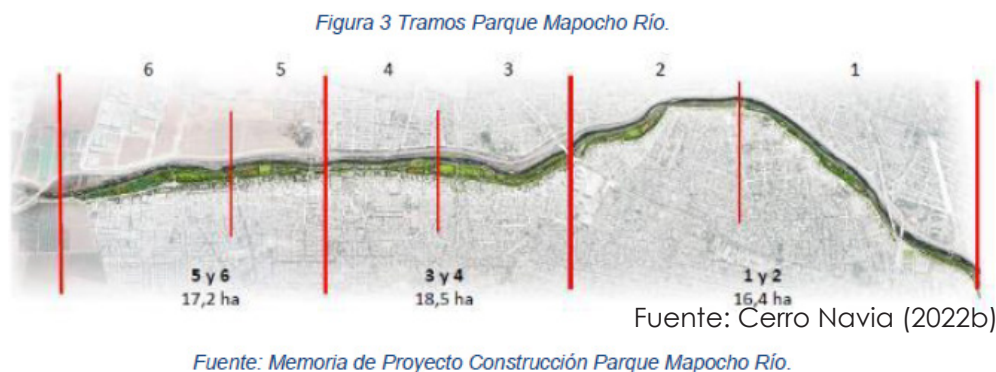 Figura 3 Tramos Parque Mapocho Río.
6 5 4 3 2 1
5 y 6 3 y 4 1 y 2
17,2 ha 18,5 ha 16,4 ha
Fuente: Cerro Navia (2022b)
Fuente: Memoria de Proyecto Construcción Parque Mapocho Río.